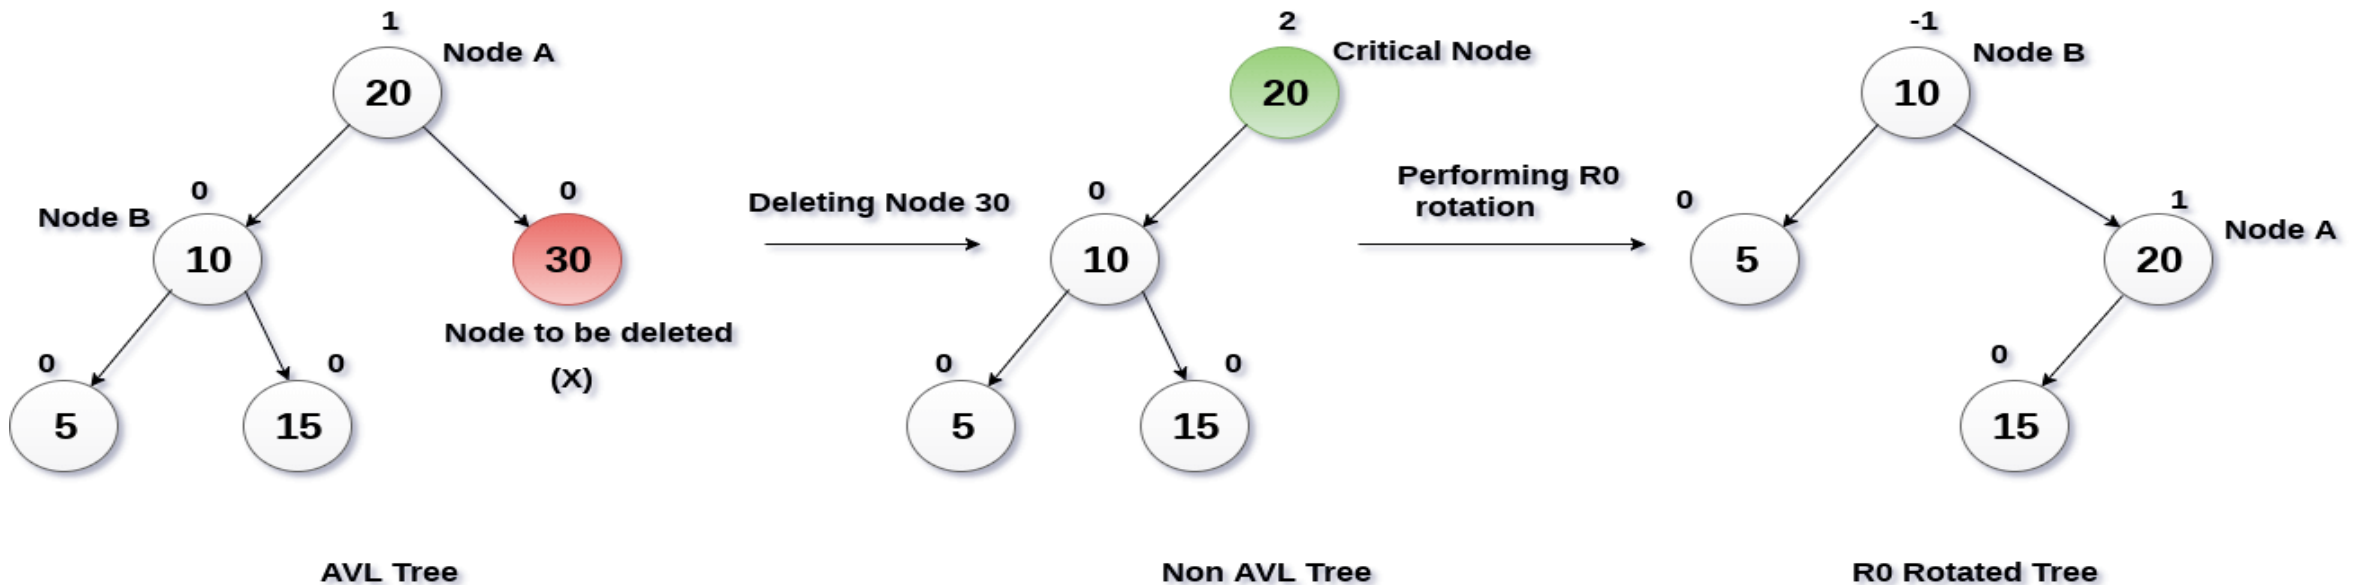 1
Node A
20
0
0
Node B
10
30
Node to be deleted
(X)
0
0
5
15
AVL Tree
Deleting Node 30
2
Critical Node
20
0
10
0
0
5
15
Non AVL Tree
Performing R0
rotation
-1
Node B
10
0
1
5
20
Node A
0
15
R0 Rotated Tree